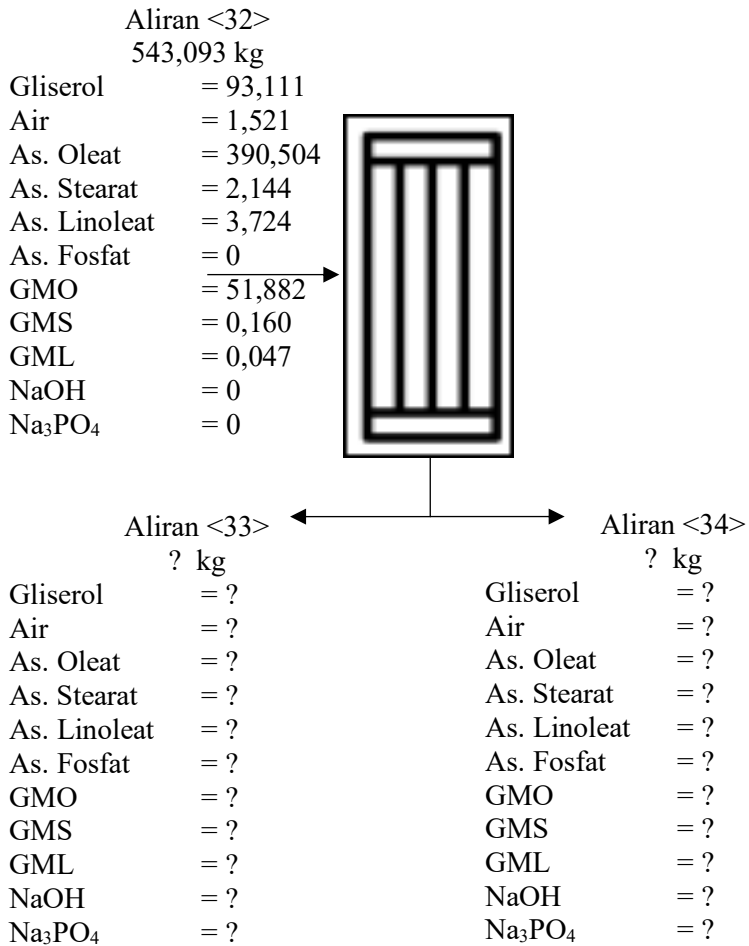 Aliran <32>
543,093 kg
Gliserol = 93,111
Air = 1,521
As. Oleat = 390,504
As. Stearat = 2,144
As. Linoleat = 3,724
As. Fosfat = 0
GMO = 51,882
GMS = 0,160
GML = 0,047
NaOH = 0
Na₃PO₄ = 0
Aliran <33>
? kg
Gliserol = ?
Air = ?
As. Oleat = ?
As. Stearat = ?
As. Linoleat = ?
As. Fosfat = ?
GMO = ?
GMS = ?
GML = ?
NaOH = ?
Na₃PO₄ = ?
Aliran <34>
? kg
Gliserol = ?
Air = ?
As. Oleat = ?
As. Stearat = ?
As. Linoleat = ?
As. Fosfat = ?
GMO = ?
GMS = ?
GML = ?
NaOH = ?
Na₃PO₄ = ?